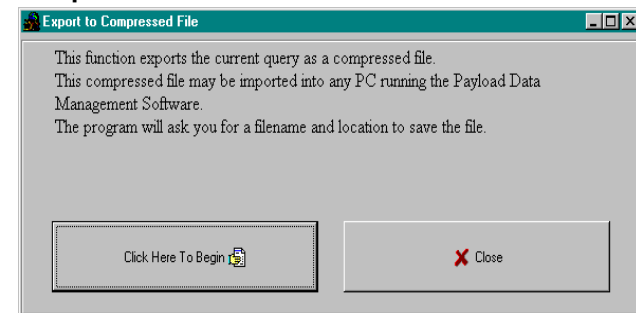 Export to Compressed File
This function exports the current query as a compressed file.
This compressed file may be imported into any PC running the Payload Data
Management Software.
The program will ask you for a filename and location to save the file.
Click Here To Begin
Close